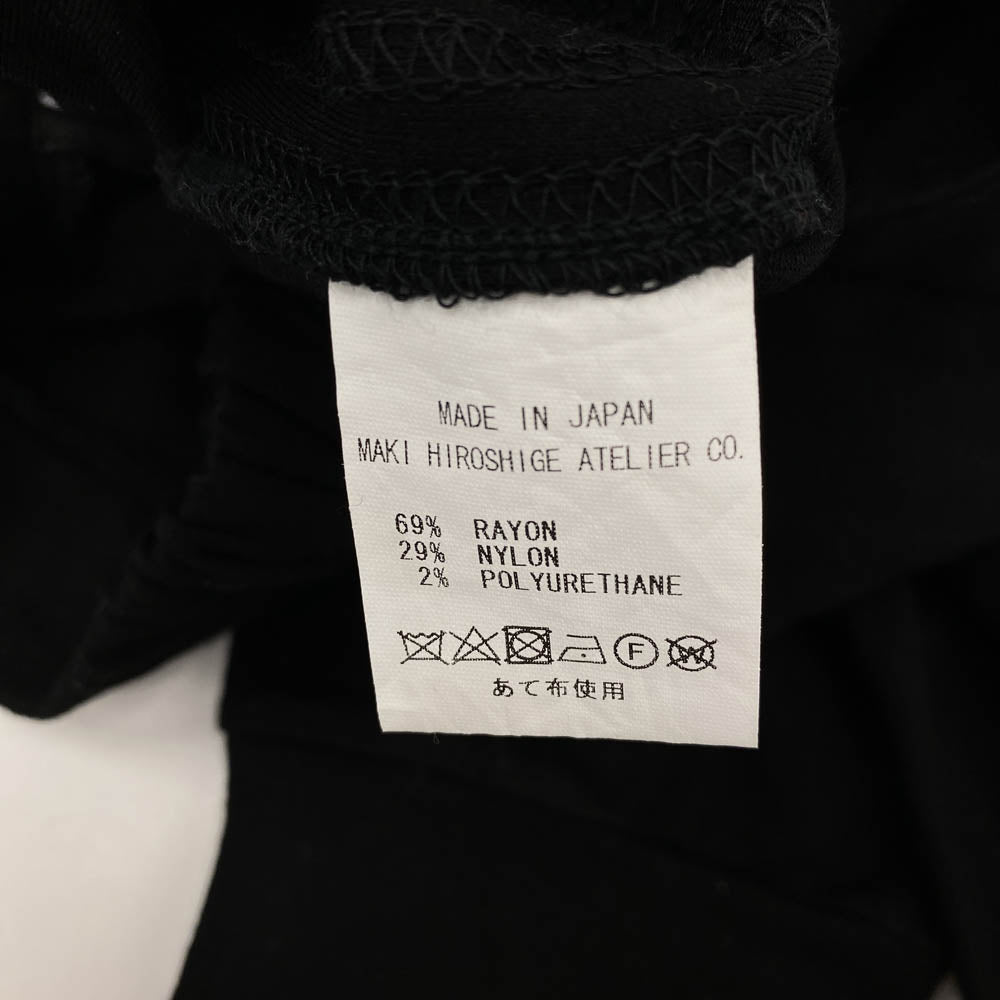 MADE IN JAPAN
MAKI HIROSHIGE ATELIER CO.
69% RAYON
29% NYLON
2% POLYURETHANE
F W
あて布使用